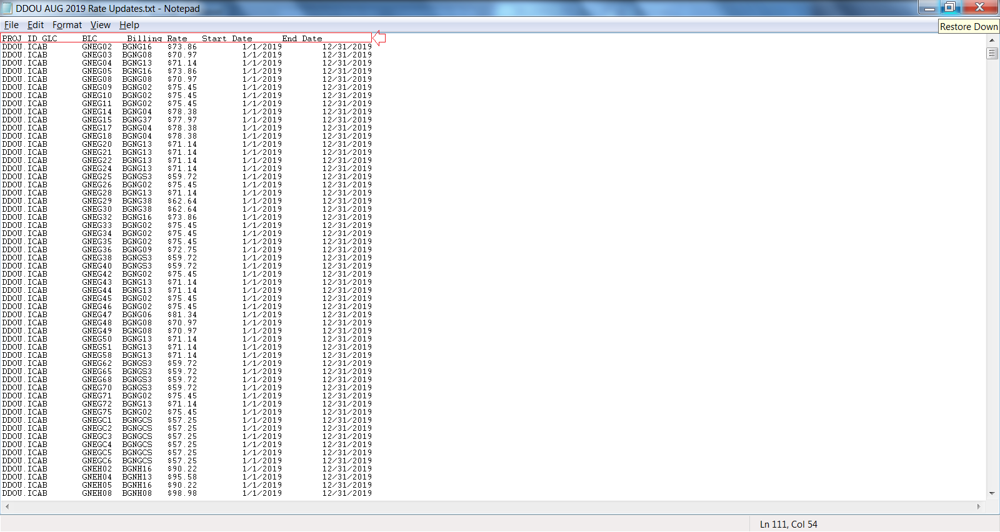 DDOU AUG 2019 Rate Updates.txt - Notepad
File Edit Format View Help
Restore Down
PROJ ID GLC BLC Billing Rate Start Date End Date
DDOU.ICAB GNEG02 BGNG16 $73.86 1/1/2019 12/31/2019
DDOU.ICAB GNEG03 BGNG08 $70.97 1/1/2019 12/31/2019
DDOU.ICAB GNEG04 BGNG13 $71.14 1/1/2019 12/31/2019
DDOU.ICAB GNEG05 BGNG16 $73.86 1/1/2019 12/31/2019
DDOU.ICAB GNEG08 BGNG08 $70.97 1/1/2019 12/31/2019
DDOU.ICAB GNEG09 BGNG02 $75.45 1/1/2019 12/31/2019
DDOU.ICAB GNEG10 BGNG02 $75.45 1/1/2019 12/31/2019
DDOU.ICAB GNEG11 BGNG02 $75.45 1/1/2019 12/31/2019
DDOU.ICAB GNEG14 BGNG04 $78.38 1/1/2019 12/31/2019
DDOU.ICAB GNEG15 BGNG37 $77.97 1/1/2019 12/31/2019
DDOU.ICAB GNEG17 BGNG04 $78.38 1/1/2019 12/31/2019
DDOU.ICAB GNEG18 BGNG04 $78.38 1/1/2019 12/31/2019
DDOU.ICAB GNEG20 BGNG13 $71.14 1/1/2019 12/31/2019
DDOU.ICAB GNEG21 BGNG13 $71.14 1/1/2019 12/31/2019
DDOU.ICAB GNEG22 BGNG13 $71.14 1/1/2019 12/31/2019
DDOU.ICAB GNEG24 BGNG13 $71.14 1/1/2019 12/31/2019
DDOU.ICAB GNEG25 BGNGS3 $59.72 1/1/2019 12/31/2019
DDOU.ICAB GNEG26 BGNG02 $75.45 1/1/2019 12/31/2019
DDOU.ICAB GNEG28 BGNG13 $71.14 1/1/2019 12/31/2019
DDOU.ICAB GNEG29 BGNG38 $62.64 1/1/2019 12/31/2019
DDOU.ICAB GNEG30 BGNG38 $62.64 1/1/2019 12/31/2019
DDOU.ICAB GNEG32 BGNG16 $73.86 1/1/2019 12/31/2019
DDOU.ICAB GNEG33 BGNG02 $75.45 1/1/2019 12/31/2019
DDOU.ICAB GNEG34 BGNG02 $75.45 1/1/2019 12/31/2019
DDOU.ICAB GNEG35 BGNG02 $75.45 1/1/2019 12/31/2019
DDOU.ICAB GNEG36 BGNG09 $72.75 1/1/2019 12/31/2019
DDOU.ICAB GNEG38 BGNGS3 $59.72 1/1/2019 12/31/2019
DDOU.ICAB GNEG40 BGNGS3 $59.72 1/1/2019 12/31/2019
DDOU.ICAB GNEG42 BGNG02 $75.45 1/1/2019 12/31/2019
DDOU.ICAB GNEG43 BGNG13 $71.14 1/1/2019 12/31/2019
DDOU.ICAB GNEG44 BGNG13 $71.14 1/1/2019 12/31/2019
DDOU.ICAB GNEG45 BGNG02 $75.45 1/1/2019 12/31/2019
DDOU.ICAB GNEG46 BGNG02 $75.45 1/1/2019 12/31/2019
DDOU.ICAB GNEG47 BGNG06 $81.34 1/1/2019 12/31/2019
DDOU.ICAB GNEG48 BGNG08 $70.97 1/1/2019 12/31/2019
DDOU.ICAB GNEG49 BGNG08 $70.97 1/1/2019 12/31/2019
DDOU.ICAB GNEG50 BGNG13 $71.14 1/1/2019 12/31/2019
DDOU.ICAB GNEG51 BGNG13 $71.14 1/1/2019 12/31/2019
DDOU.ICAB GNEG58 BGNG13 $71.14 1/1/2019 12/31/2019
DDOU.ICAB GNEG62 BGNGS3 $59.72 1/1/2019 12/31/2019
DDOU.ICAB GNEG65 BGNGS3 $59.72 1/1/2019 12/31/2019
DDOU.ICAB GNEG68 BGNGS3 $59.72 1/1/2019 12/31/2019
DDOU.ICAB GNEG70 BGNGS3 $59.72 1/1/2019 12/31/2019
DDOU.ICAB GNEG71 BGNG02 $75.45 1/1/2019 12/31/2019
DDOU.ICAB GNEG72 BGNG13 $71.14 1/1/2019 12/31/2019
DDOU.ICAB GNEG75 BGNG02 $75.45 1/1/2019 12/31/2019
DDOU.ICAB GNEGC1 BGNGCS $57.25 1/1/2019 12/31/2019
DDOU.ICAB GNEGC2 BGNGCS $57.25 1/1/2019 12/31/2019
DDOU.ICAB GNEGC3 BGNGCS $57.25 1/1/2019 12/31/2019
DDOU.ICAB GNEGC4 BGNGCS $57.25 1/1/2019 12/31/2019
DDOU.ICAB GNEGC5 BGNGCS $57.25 1/1/2019 12/31/2019
DDOU.ICAB GNEGC6 BGNGCS $57.25 1/1/2019 12/31/2019
DDOU.ICAB GNEH02 BGNH16 $90.22 1/1/2019 12/31/2019
DDOU.ICAB GNEH04 BGNH13 $95.58 1/1/2019 12/31/2019
DDOU.ICAB GNEH05 BGNH16 $90.22 1/1/2019 12/31/2019
DDOU.ICAB GNEH08 BGNH08 $98.98 1/1/2019 12/31/2019
Ln 111, Col 54